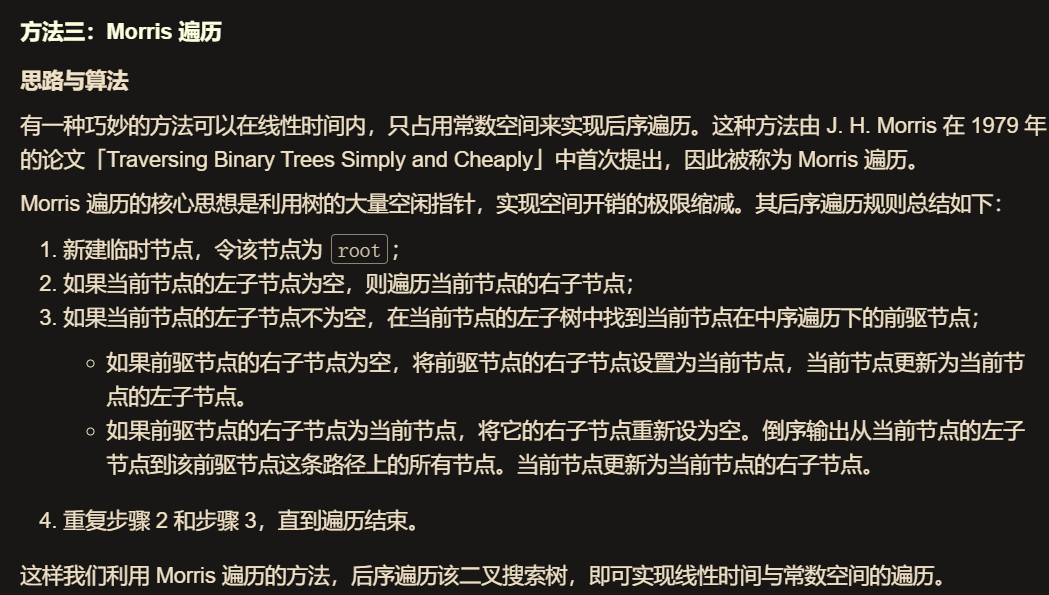 方法三：Morris 遍历
思路与算法
有一种巧妙的方法可以在线性时间内，只占用常数空间来实现后序遍历。这种方法由 J. H. Morris 在 1979 年
的论文「Traversing Binary Trees Simply and Cheaply」中首次提出，因此被称为 Morris 遍历。
Morris 遍历的核心思想是利用树的大量空闲指针，实现空间开销的极限缩减。其后序遍历规则总结如下：
1. 新建临时节点，令该节点为 root；
2. 如果当前节点的左子节点为空，则遍历当前节点的右子节点；
3. 如果当前节点的左子节点不为空，在当前节点的左子树中找到当前节点在中序遍历下的前驱节点；
◦ 如果前驱节点的右子节点为空，将前驱节点的右子节点设置为当前节点，当前节点更新为当前节
点的左子节点。
◦ 如果前驱节点的右子节点为当前节点，将它的右子节点重新设为空。倒序输出从当前节点的左子
节点到该前驱节点这条路径上的所有节点。当前节点更新为当前节点的右子节点。
4. 重复步骤 2 和步骤 3，直到遍历结束。
这样我们利用 Morris 遍历的方法，后序遍历该二叉搜索树，即可实现线性时间与常数空间的遍历。